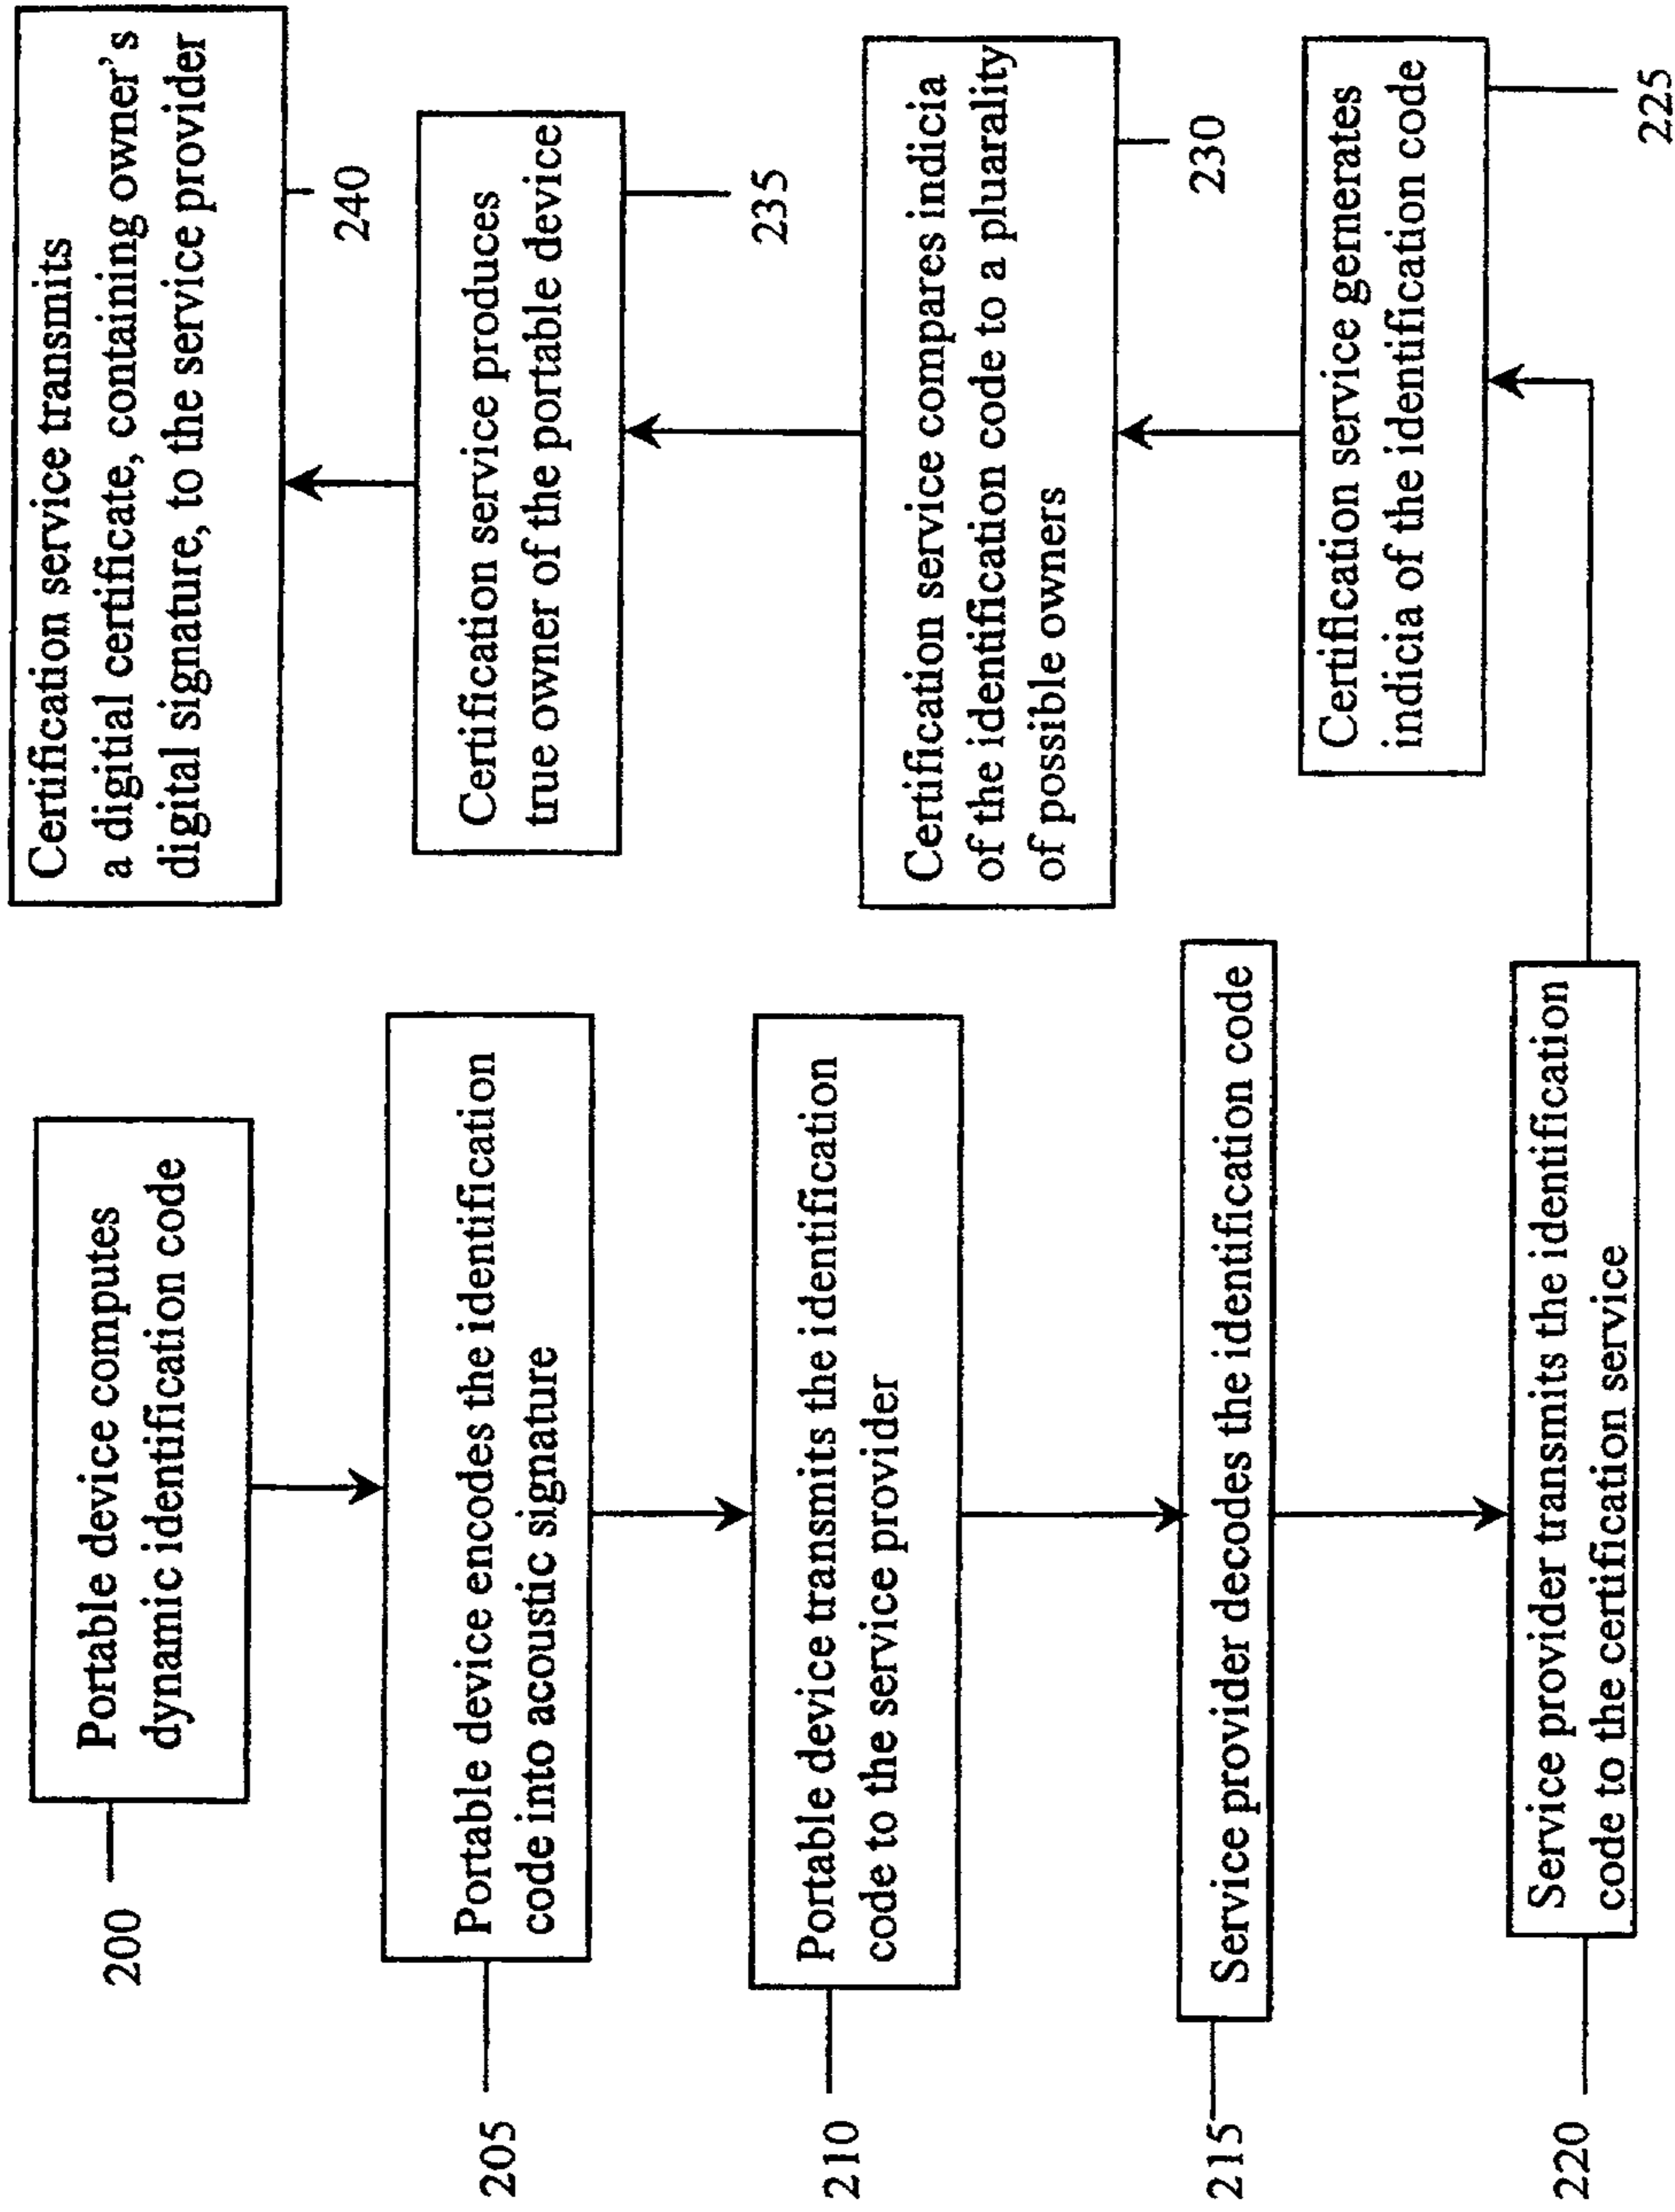 200
Portable device computes
dynamic identification code
205
Portable device encodes the identification
code into acoustic signature
210
Portable device transmits the identification
code to the service provider
215
Service provider decodes the identification code
220
Service provider transmits the identification
code to the certification service
Certification service transmits
a digitial certificate, containing owner's
digital signature, to the service provider
240
Certification service produces
true owner of the portable device
235
Certification service compares indicia
of the identification code to a pluarality
of possible owners
230
Certification service gemerates
indicia of the identification code
225